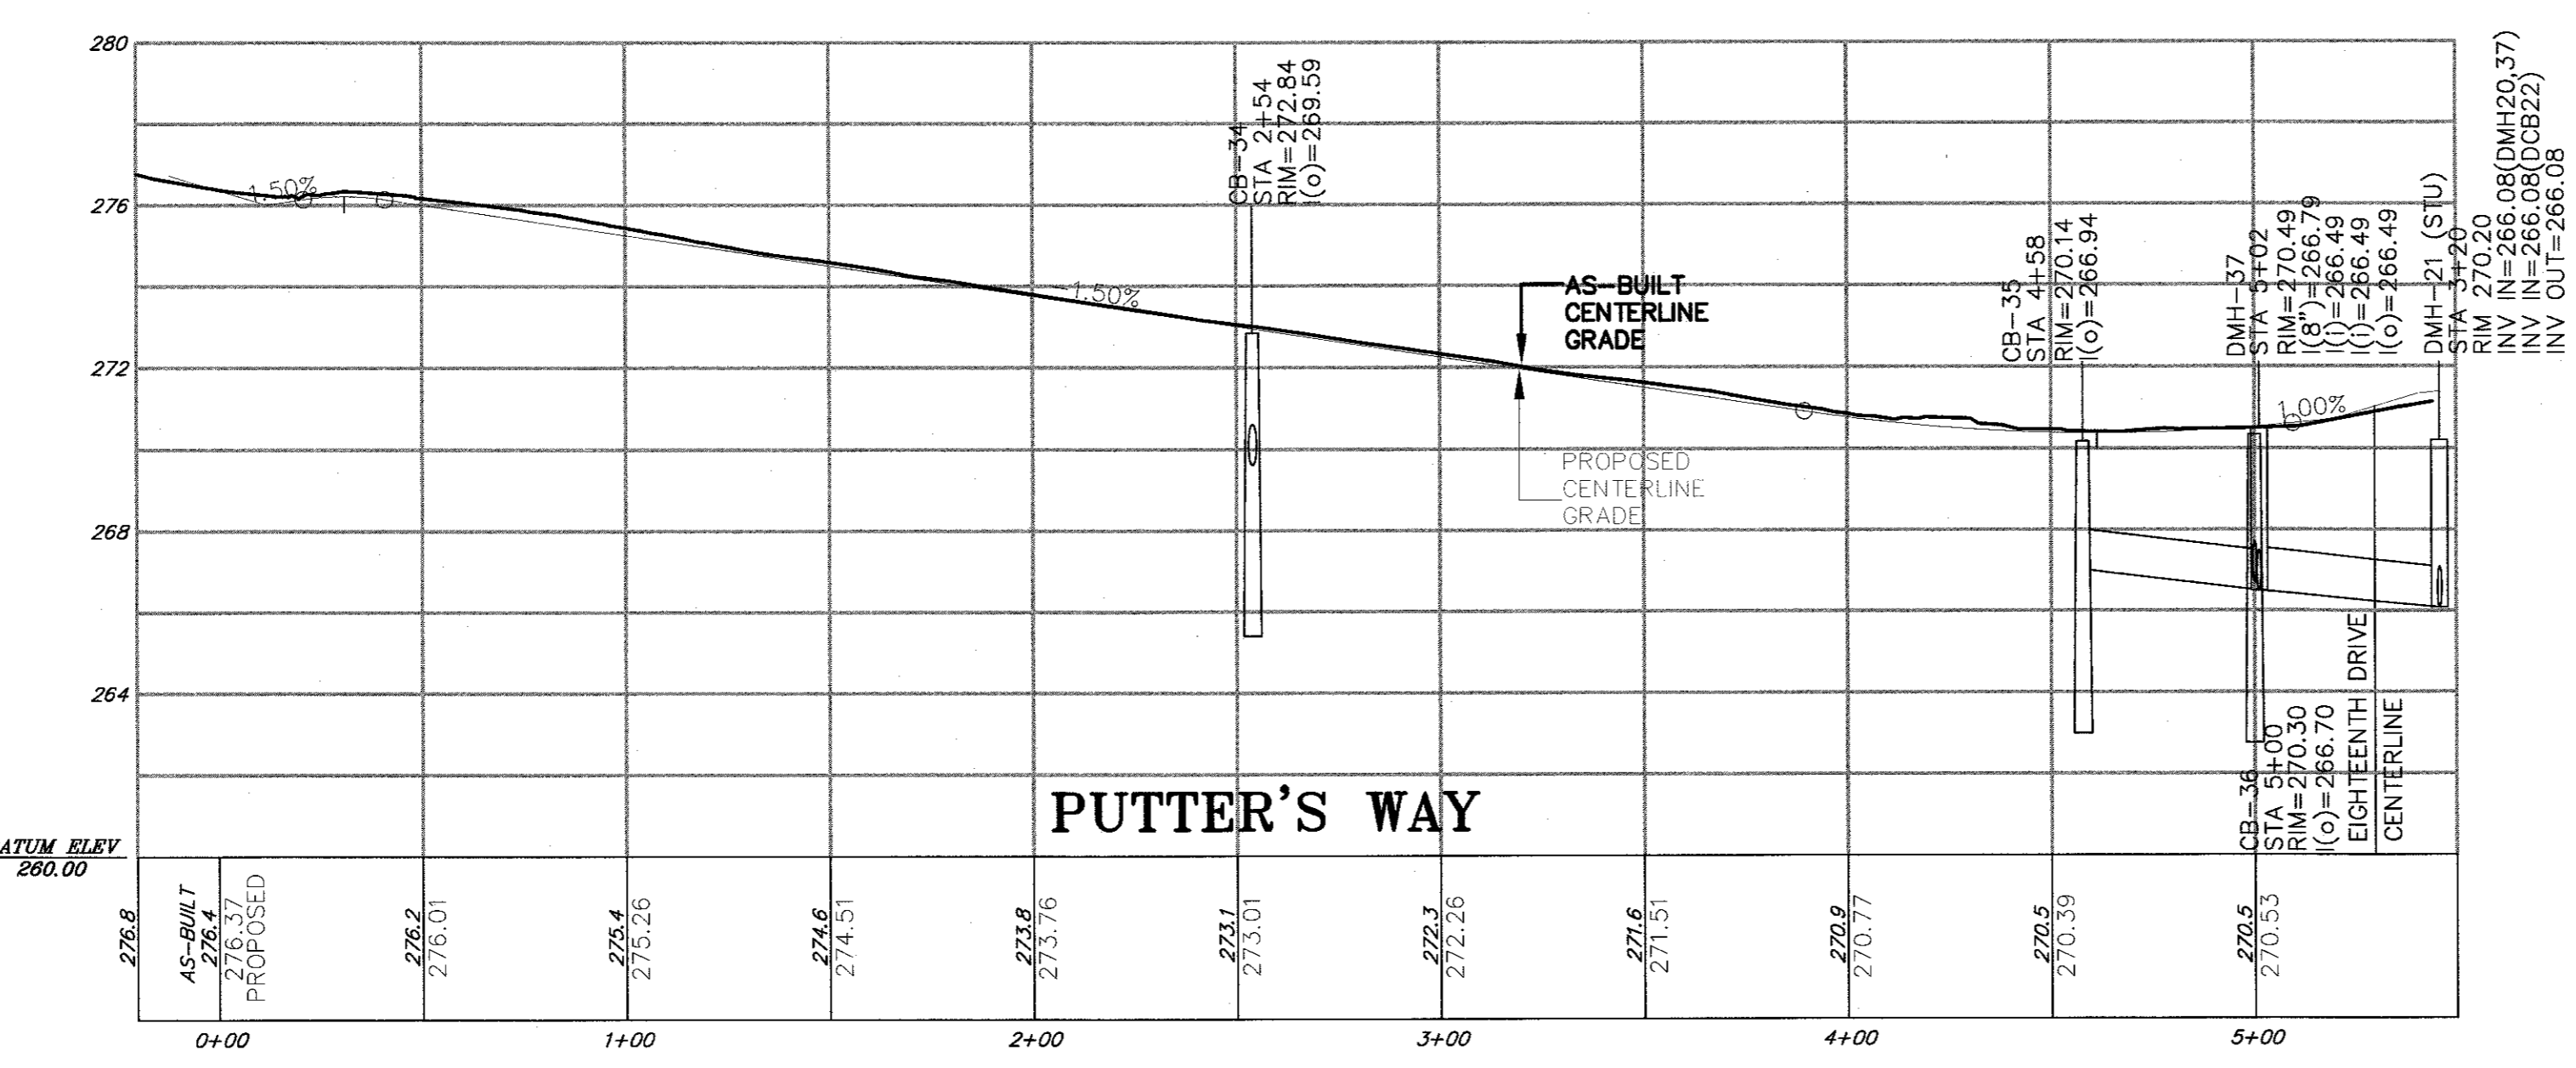 280
276
272
268
264
ATUM ELEV
260.00
1.50%
1.50%
1.00%
CB-34
STA 2+54
RIM=272.84
I(o)=269.59
AS-BUILT
CENTERLINE
GRADE
PROPOSED
CENTERLINE
GRADE
CB-35
STA 4+58
RIM=270.14
I(o)=266.94
DMH-37
STA 5+02
RIM=270.49
I(8")=266.79
I(i)=266.49
I(i)=266.49
I(o)=266.49
DMH-21 (STU)
STA 3+20
RIM 270.20
INV IN=266.08(DMH20,37)
INV IN=266.08(DCB22)
INV OUT=266.08
CB-36
STA 5+00
RIM=270.30
I(o)=266.70
EIGHTEENTH DRIVE
CENTERLINE
PUTTER'S WAY
276.8
AS-BUILT
276.4
276.37
PROPOSED
276.2
276.01
275.4
275.26
274.6
274.51
273.8
273.76
273.1
273.01
272.3
272.26
271.6
271.51
270.9
270.77
270.5
270.39
270.5
270.53
0+00
1+00
2+00
3+00
4+00
5+00